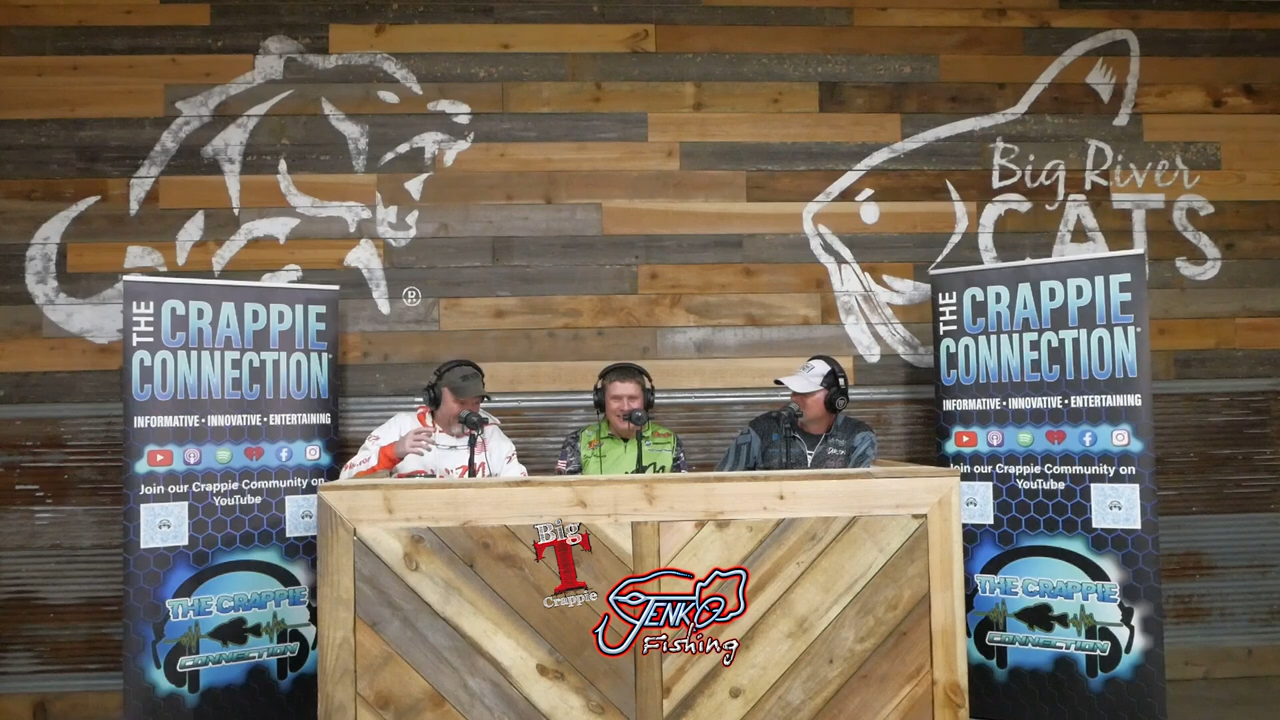 Big River
CATS
®
THE
CRAPPIE
CONNECTION
INFORMATIVE • INNOVATIVE • ENTERTAINING
Join our Crappie Community on
YouTube
THE CRAPPIE
CONNECTION
THE
CRAPPIE
CONNECTION
INFORMATIVE • INNOVATIVE • ENTERTAINING
Join our Crappie Community on
YouTube
THE CRAPPIE
CONNECTION
Big
T
Crappie
JENKO
Fishing